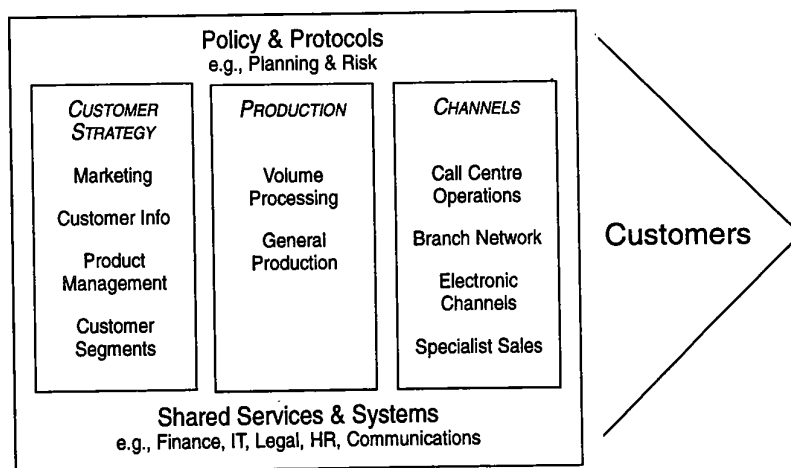 Policy & Protocols
e.g., Planning & Risk
CUSTOMER
STRATEGY
Marketing
Customer Info
Product
Management
Customer
Segments
PRODUCTION
Volume
Processing
General
Production
CHANNELS
Call Centre
Operations
Branch Network
Electronic
Channels
Specialist Sales
Customers
Shared Services & Systems
e.g., Finance, IT, Legal, HR, Communications